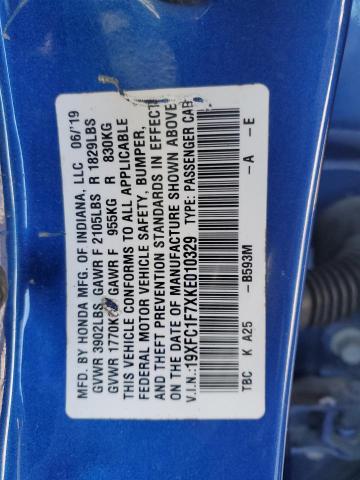 MFD. BY HONDA MFG. OF INDIANA, LLC 06/'19
GVWR 3902LBS GAWR F 2105LBS R 1829LBS
GVWR 1770K GAWR F 955KG R 830KG
THIS VEHICLE CONFORMS TO ALL APPLICABLE
FEDERAL MOTOR VEHICLE SAFETY, BUMPER,
AND THEFT PREVENTION STANDARDS IN EFFECT
ON THE DATE OF MANUFACTURE SHOWN ABOVE
V.I.N.: 19XFC1F7XKE010329 TYPE: PASSENGER CAR
TBC K A25 -B593M -A -E